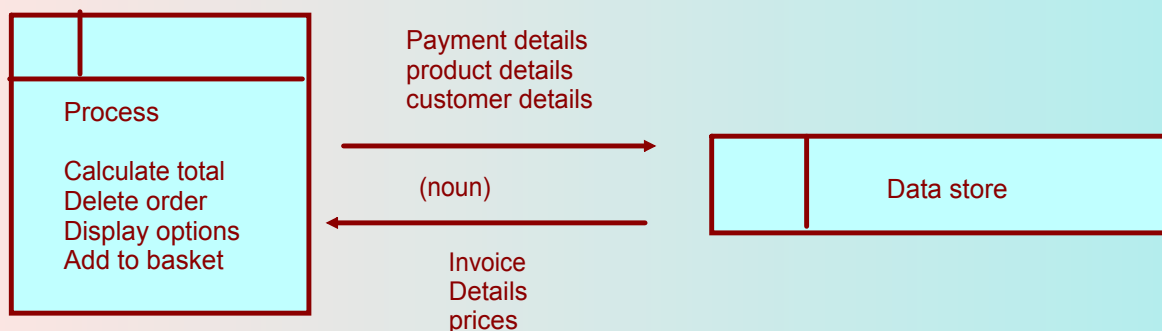 Process
Calculate total
Delete order
Display options
Add to basket
Payment details
product details
customer details
(noun)
Invoice
Details
prices
Data store